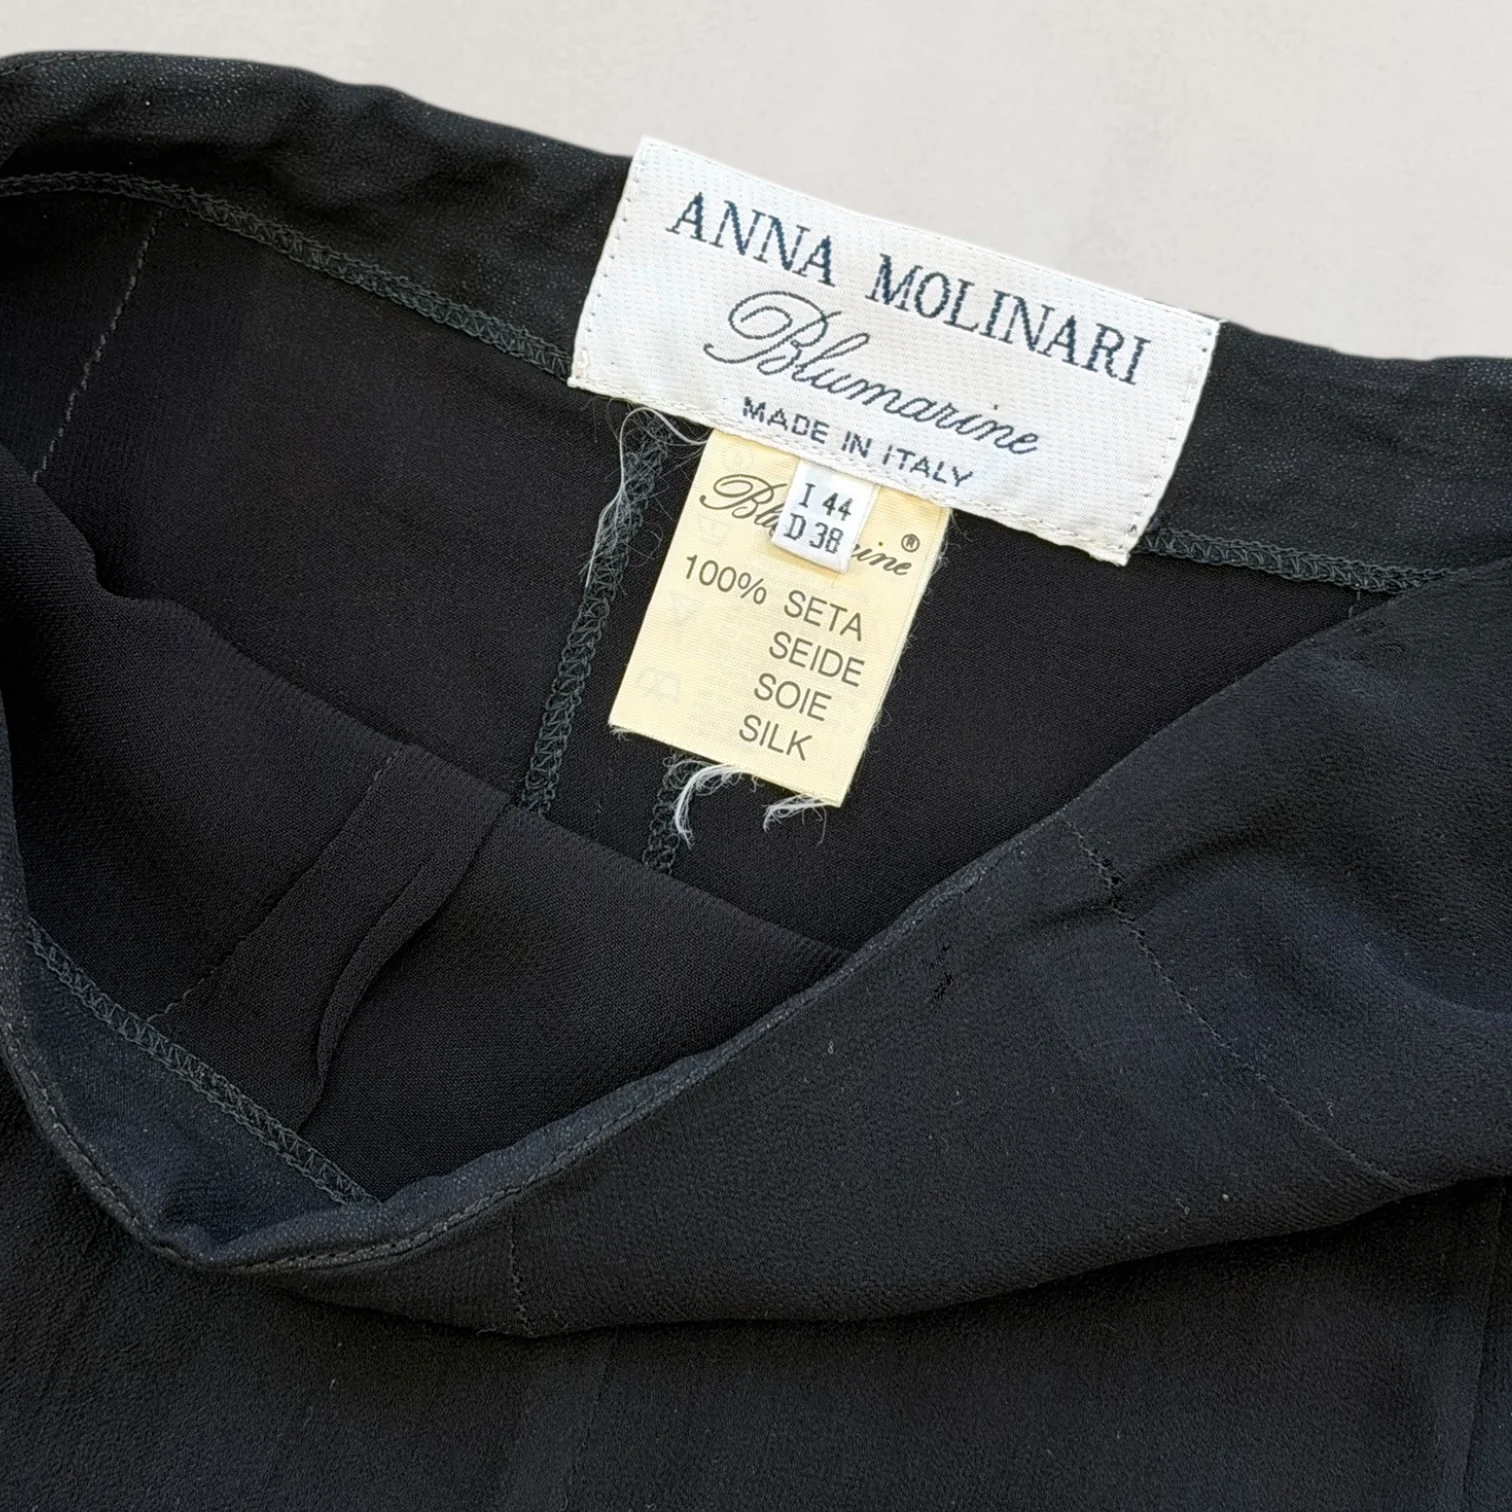 ANNA MOLINARI
Blumarine
MADE IN ITALY
I 44
D 38
®
100% SETA
SEIDE
SOIE
SILK